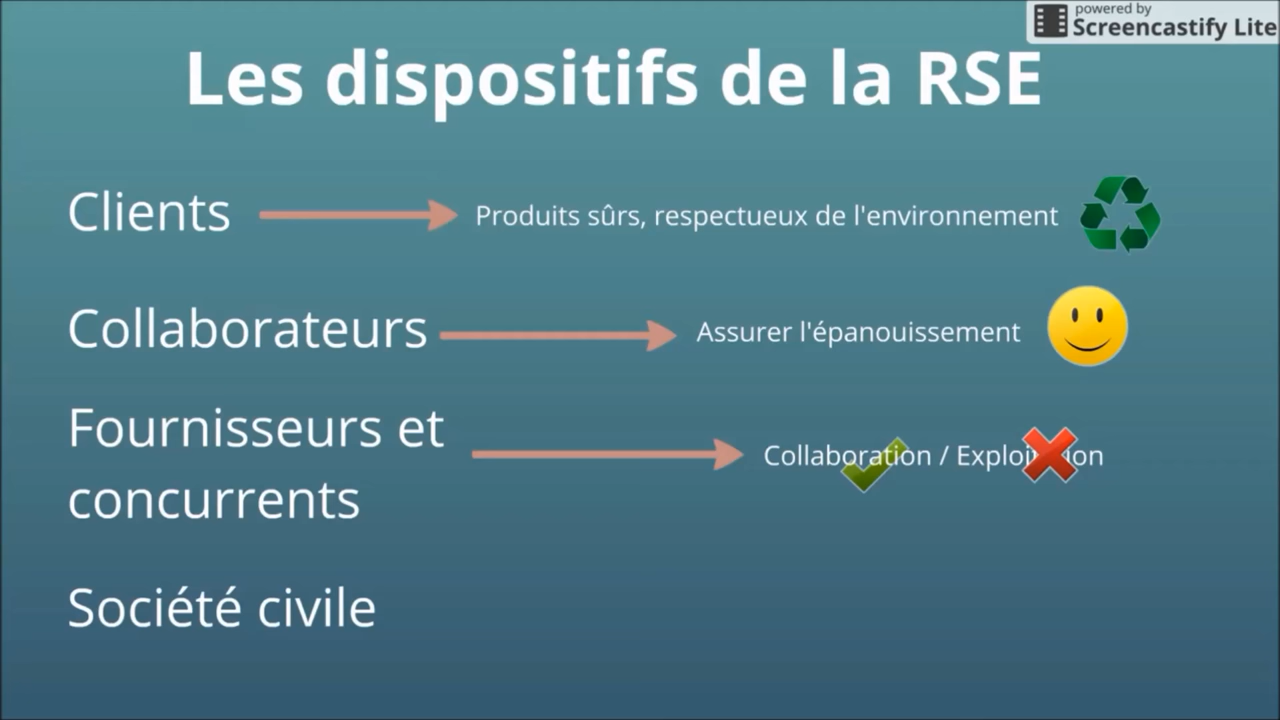 powered by
Screencastify Lite
Les dispositifs de la RSE
Clients
Produits sûrs, respectueux de l'environnement
Collaborateurs
Assurer l'épanouissement
Fournisseurs et
concurrents
Collaboration / Exploitation
Société civile